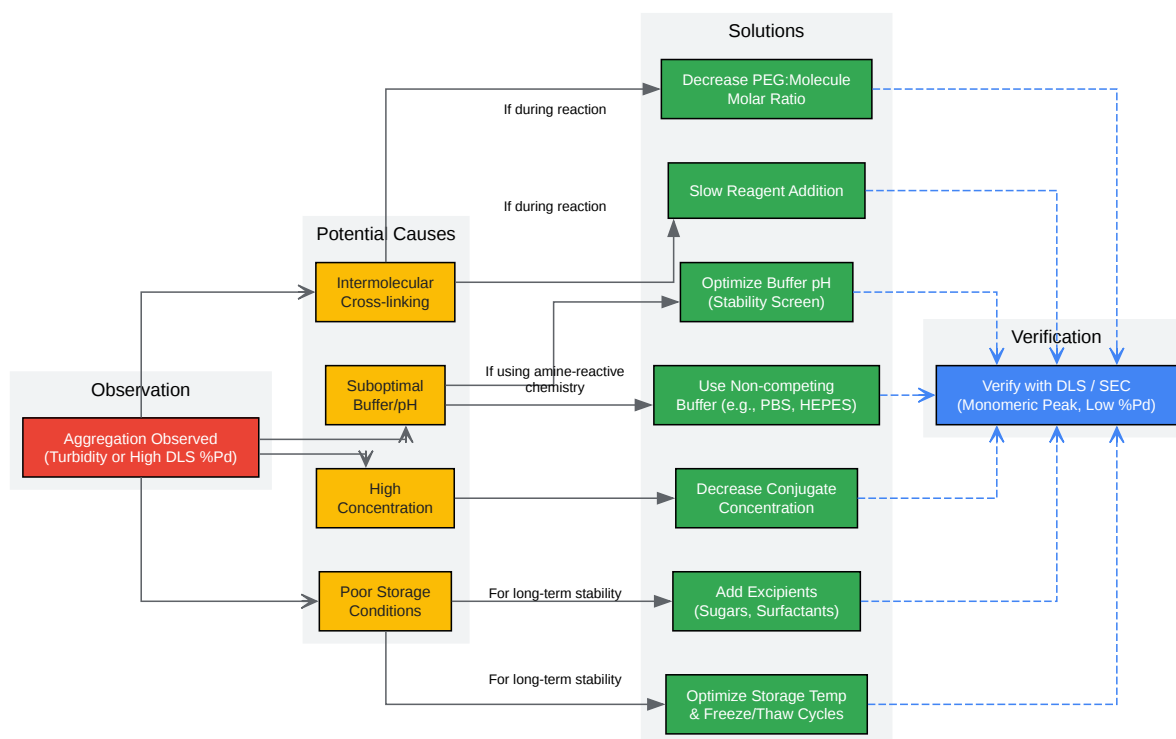 Observation
Aggregation Observed
(Turbidity or High DLS %Pd)
Potential Causes
Intermolecular
Cross-linking
Suboptimal
Buffer/pH
High
Concentration
Poor Storage
Conditions
If during reaction
If during reaction
If using amine-reactive
chemistry
For long-term stability
For long-term stability
Solutions
Decrease PEG:Molecule
Molar Ratio
Slow Reagent Addition
Optimize Buffer pH
(Stability Screen)
Use Non-competing
Buffer (e.g., PBS, HEPES)
Decrease Conjugate
Concentration
Add Excipients
(Sugars, Surfactants)
Optimize Storage Temp
& Freeze/Thaw Cycles
Verification
Verify with DLS / SEC
(Monomeric Peak, Low %Pd)